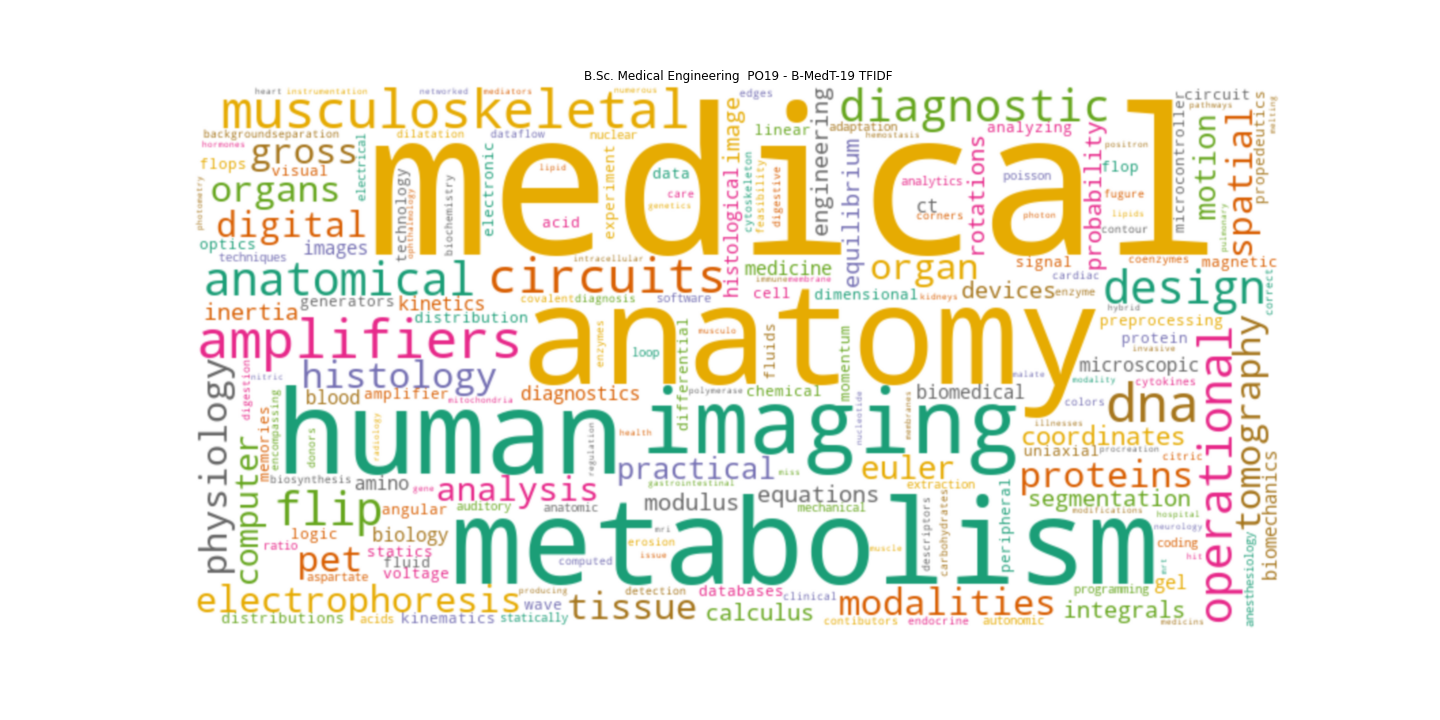 B.Sc. Medical Engineering PO19 - B-MedT-19 TFIDF
heart instrumentation networked mediators numerous edges circuit
musculoskeletal diagnostic
medical
pathways melting
backgroundseparation dilatation dataflow nuclear linear adaptation hemostasis analyzing
hormones gross electrical image engineering microcontroller propedeutics
flops visual electronic lipid data equilibrium analytics poisson positron flop motion spatial
organs technology biochemistry experiment care cytoskeleton feasibility digestive rotations probability fugure
photometry digital ophthalmology acid genetics histological ct corners photon lipids contour pulmonary
optics images
techniques intracellular medicine organ signal coenzymes magnetic
anatomical circuits immune membrane cardiac design correct
generators kinetics covalent diagnosis software cell dimensional kidneys devices enzyme hybrid
inertia distribution anatomy preprocessing
amplifiers enzymes loop differential musculo fluids momentum protein invasive
histology malate microscopic
nitric polymerase chemical biomedical modality cytokines
physiology digestion blood amplifier mitochondria diagnostics colors dna operational tomography
human imaging nucleotide membranes illnesses
memories encompassing donors radiology regulation health coordinates
uniaxial procreation citric
computer practical miss euler proteins
biosynthesis amino gene analysis gastrointestinal extraction segmentation biomechanics
flip angular auditory anatomic modulus equations mechanical descriptors carbohydrates peripheral modifications hospital
logic biology mri erosion metabolism neurology
ratio statics issue muscle coding hit
pet fluid computed mrt
aspartate voltage producing detection databases clinical programming gel anesthesiology
electrophoresis wave tissue calculus modalities integrals
distributions acids kinematics statically contibutors endocrine autonomic medicins